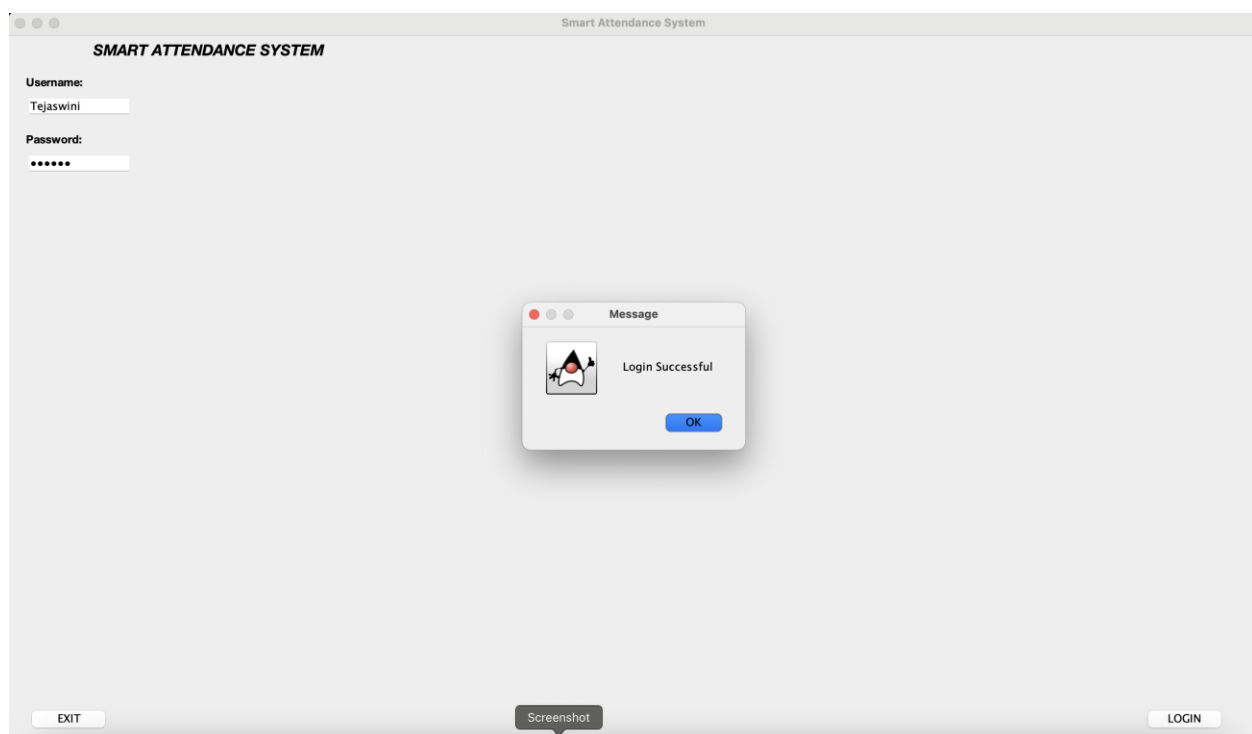 Smart Attendance System
SMART ATTENDANCE SYSTEM
Username:
Tejaswini
Password:
••••••
Message
Login Successful
OK
EXIT
Screenshot
LOGIN